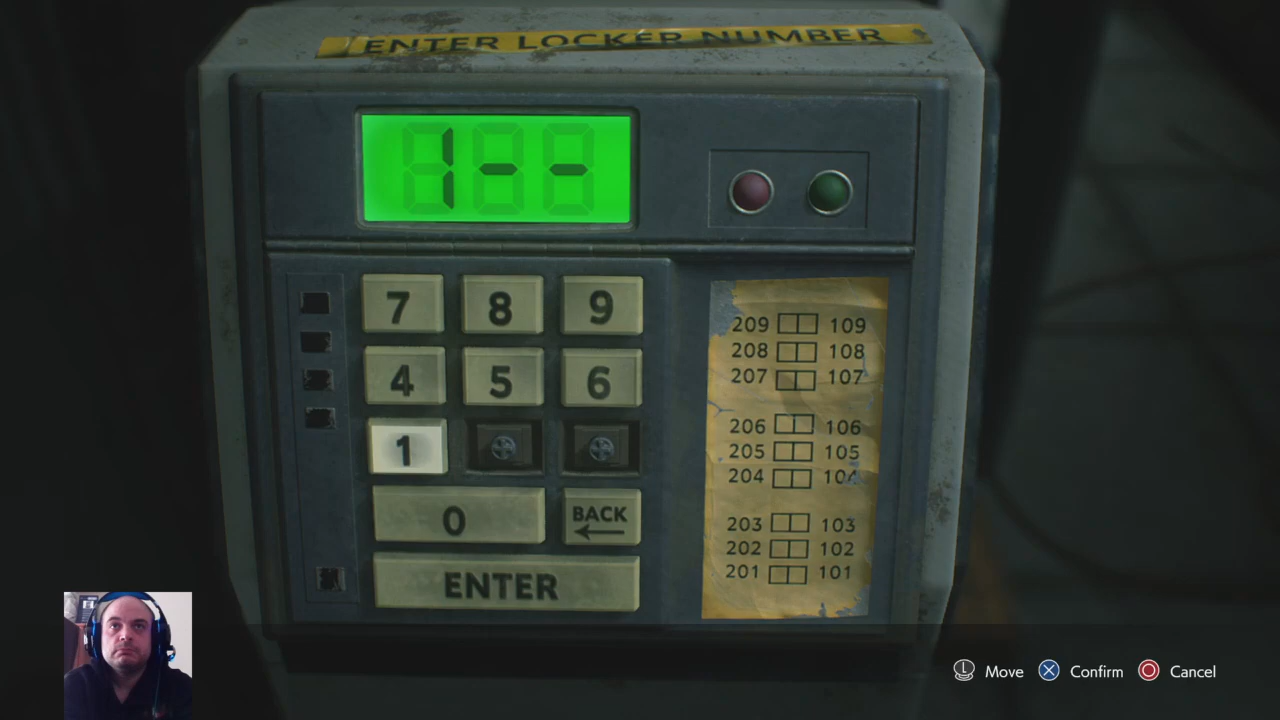 ENTER LOCKER NUMBER
1--
7 8 9
4 5 6
1
0 BACK
ENTER
209 109
208 108
207 107
206 106
205 105
204 104
203 103
202 102
201 101
L Move Confirm Cancel